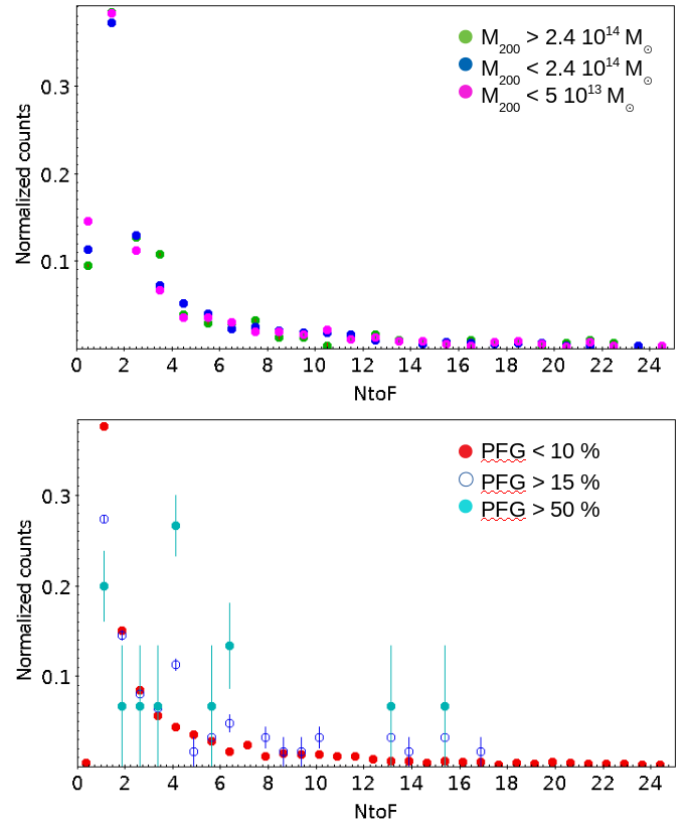 M200 > 2.4 10^14 M☉
M200 < 2.4 10^14 M☉
M200 < 5 10^13 M☉
0.3
0.2
0.1
Normalized counts
0 2 4 6 8 10 12 14 16 18 20 22 24
NtoF
PFG < 10 %
PFG > 15 %
PFG > 50 %
0.3
0.2
0.1
Normalized counts
0 2 4 6 8 10 12 14 16 18 20 22 24
NtoF